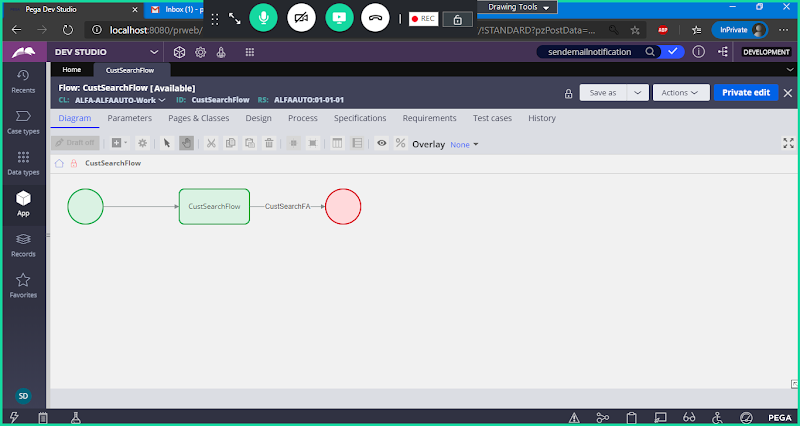 Pega Dev Studio
Inbox (1) - p
Drawing Tools
REC
localhost:8080/prweb/
/!STANDARD?pzPostData=...
ABP
InPrivate
DEV STUDIO
sendemailnotification
DEVELOPMENT
Home
CustSearchFlow
Recents
Case types
Data types
App
Records
Favorites
SD
Flow: CustSearchFlow [Available]
CL: ALFA-ALFAAUTO-Work ID: CustSearchFlow RS: ALFAAUTO:01-01-01
Save as
Actions
Private edit
Diagram Parameters Pages & Classes Design Process Specifications Requirements Test cases History
Draft off
Overlay None
CustSearchFlow
CustSearchFlow
CustSearchFA
PEGA